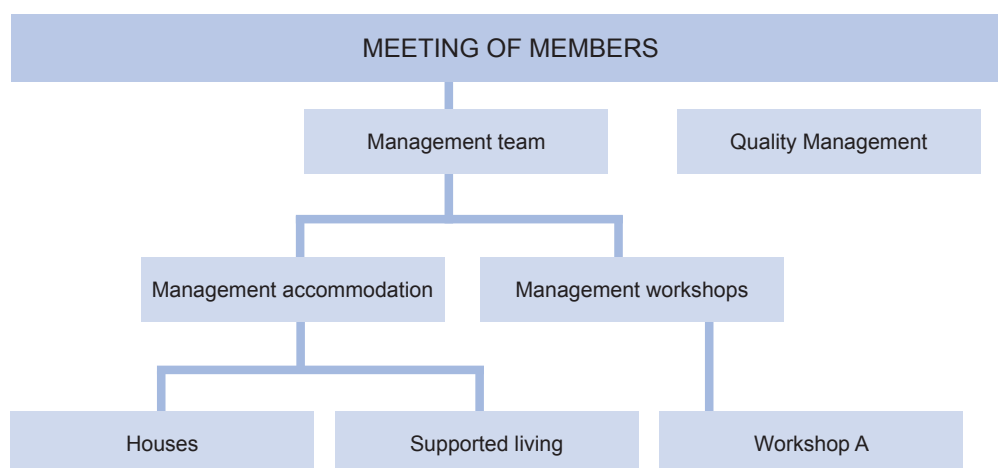 MEETING OF MEMBERS
Management team
Quality Management
Management accommodation
Management workshops
Houses
Supported living
Workshop A